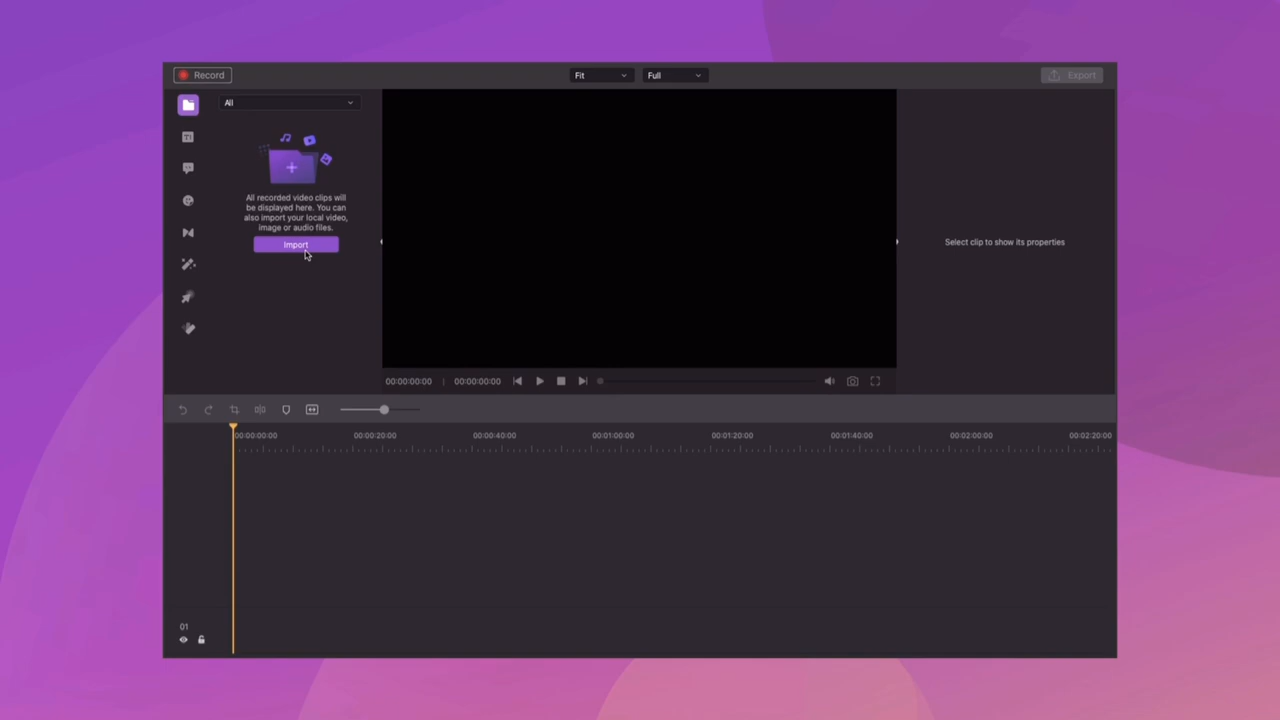 Record
Fit
Full
Export
All
All recorded video clips will
be displayed here. You can
also import your local video,
image or audio files.
Import
Select clip to show its properties
00:00:00:00 | 00:00:00:00
00:00:00:00 00:00:20:00 00:00:40:00 00:01:00:00 00:01:20:00 00:01:40:00 00:02:00:00 00:02:20:00
01